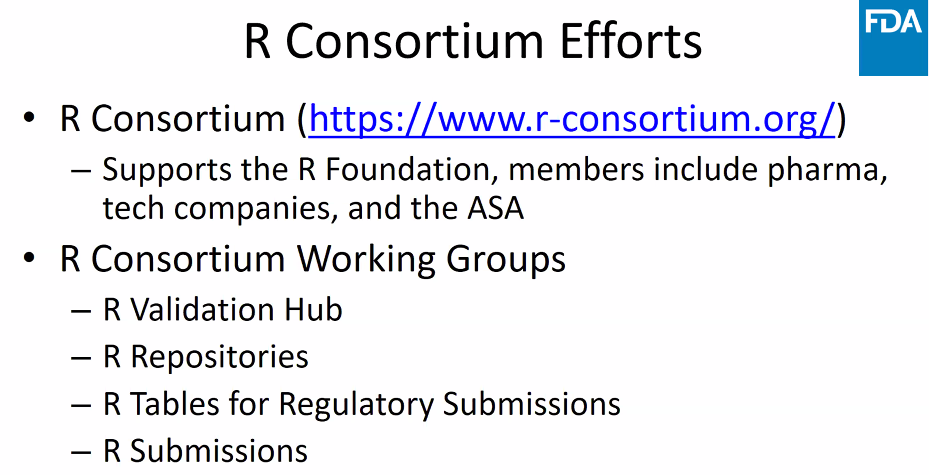 R Consortium Efforts
FDA
• R Consortium (https://www.r-consortium.org/)
– Supports the R Foundation, members include pharma,
tech companies, and the ASA
• R Consortium Working Groups
– R Validation Hub
– R Repositories
– R Tables for Regulatory Submissions
– R Submissions